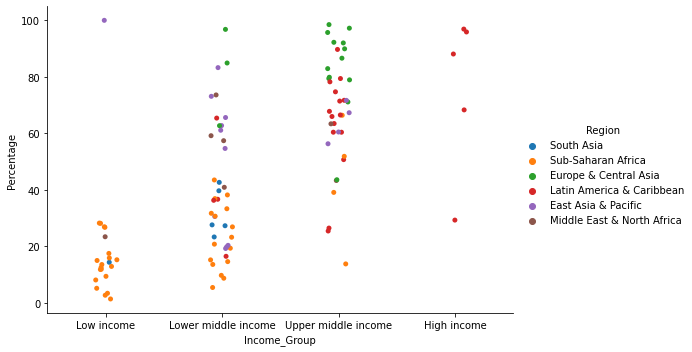 100
80
60
40
20
0
Percentage
Low income
Lower middle income
Upper middle income
High income
Income_Group
Region
South Asia
Sub-Saharan Africa
Europe & Central Asia
Latin America & Caribbean
East Asia & Pacific
Middle East & North Africa